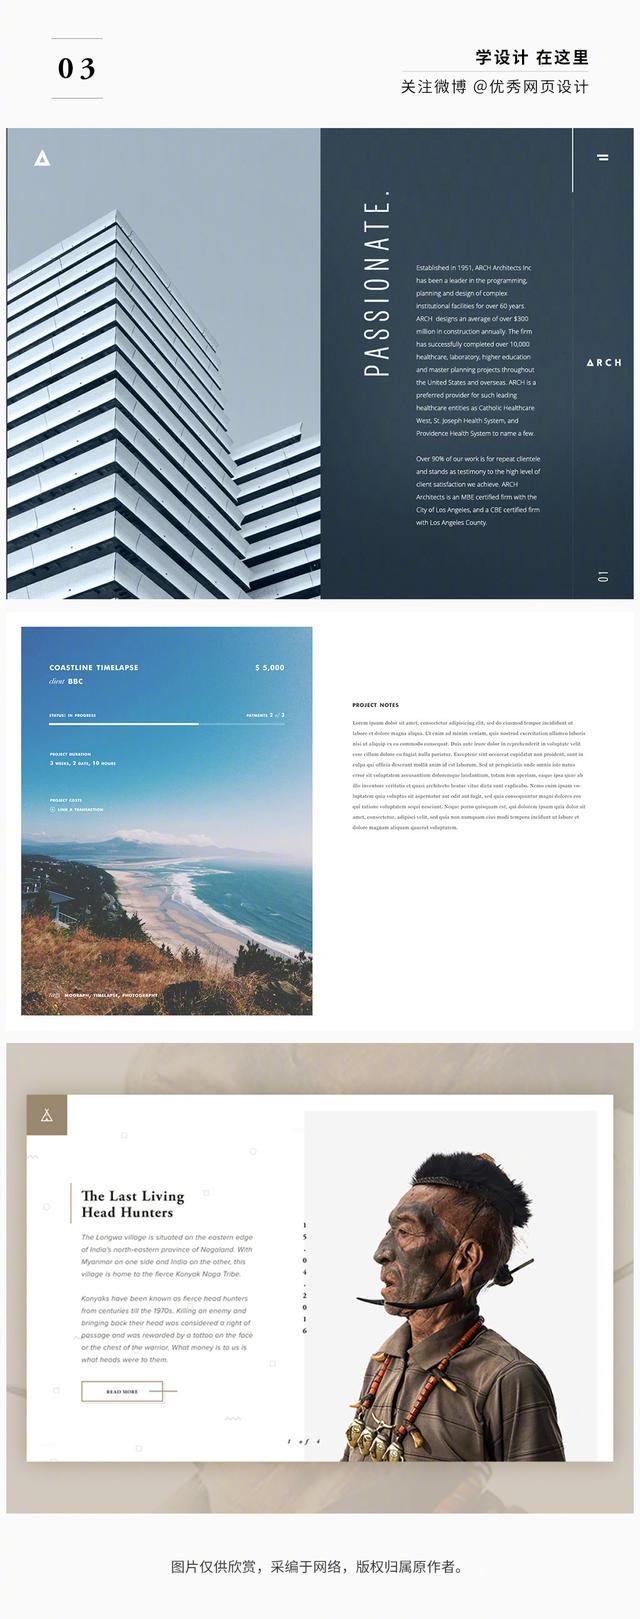 03
学设计 在这里
关注微博 @优秀网页设计
PASSIONATE.
Established in 1951, ARCH Architects Inc
has been a leader in the programming,
planning and design of complex
institutional facilities for over 60 years.
ARCH designs an average of over $300
million in construction annually. The firm
has successfully completed over 10,000
healthcare, laboratory, higher education
and master planning projects throughout
the United States and overseas. ARCH is a
preferred provider for such leading
healthcare entities as Catholic Healthcare
West, St. Joseph Health System, and
Providence Health System to name a few.
Over 90% of our work is for repeat clientele
and stands as testimony to the high level of
client satisfaction we achieve. ARCH
Architects is an MBE certified firm with the
City of Los Angeles, and a CBE certified firm
with Los Angeles County.
ARCH
01
COASTLINE TIMELAPSE
$ 5,000
client BBC
STATUS: IN PROGRESS
PAYMENTS 2 of 3
PROJECT DURATION
3 WEEKS, 2 DAYS, 10 HOURS
PROJECT COSTS
LINK A TRANSACTION
tags MOGRAPH, TIMELAPSE, PHOTOGRAPHY
PROJECT NOTES
Lorem ipsum dolor sit amet, consectetur adipisicing elit, sed do eiusmod tempor incididunt ut
labore et dolore magna aliqua. Ut enim ad minim veniam, quis nostrud exercitation ullamco laboris
nisi ut aliquip ex ea commodo consequat. Duis aute irure dolor in reprehenderit in voluptate velit
esse cillum dolore eu fugiat nulla pariatur. Excepteur sint occaecat cupidatat non proident, sunt in
culpa qui officia deserunt mollit anim id est laborum. Sed ut perspiciatis unde omnis iste natus
error sit voluptatem accusantium doloremque laudantium, totam rem aperiam, eaque ipsa quae ab
illo inventore veritatis et quasi architecto beatae vitae dicta sunt explicabo. Nemo enim ipsam vo-
luptatem quia voluptas sit aspernatur aut odit aut fugit, sed quia consequuntur magni dolores eos
qui ratione voluptatem sequi nesciunt. Neque porro quisquam est, qui dolorem ipsum quia dolor sit
amet, consectetur, adipisci velit, sed quia non numquam eius modi tempora incidunt ut labore et
dolore magnam aliquam quaerat voluptatem.
The Last Living
Head Hunters
The Longwa village is situated on the eastern edge
of India's north-eastern province of Nagaland. With
Myanmar on one side and India on the other, this
village is home to the fierce Konyak Naga Tribe.
Konyaks have been known as fierce head hunters
from centuries till the 1970s. Killing an enemy and
bringing back their head was considered a right of
passage and was rewarded by a tattoo on the face
or the chest of the warrior. What money is to us is
what heads were to them.
READ MORE
15.04.2016
1 of 4
图片仅供欣赏，采编于网络，版权归属原作者。